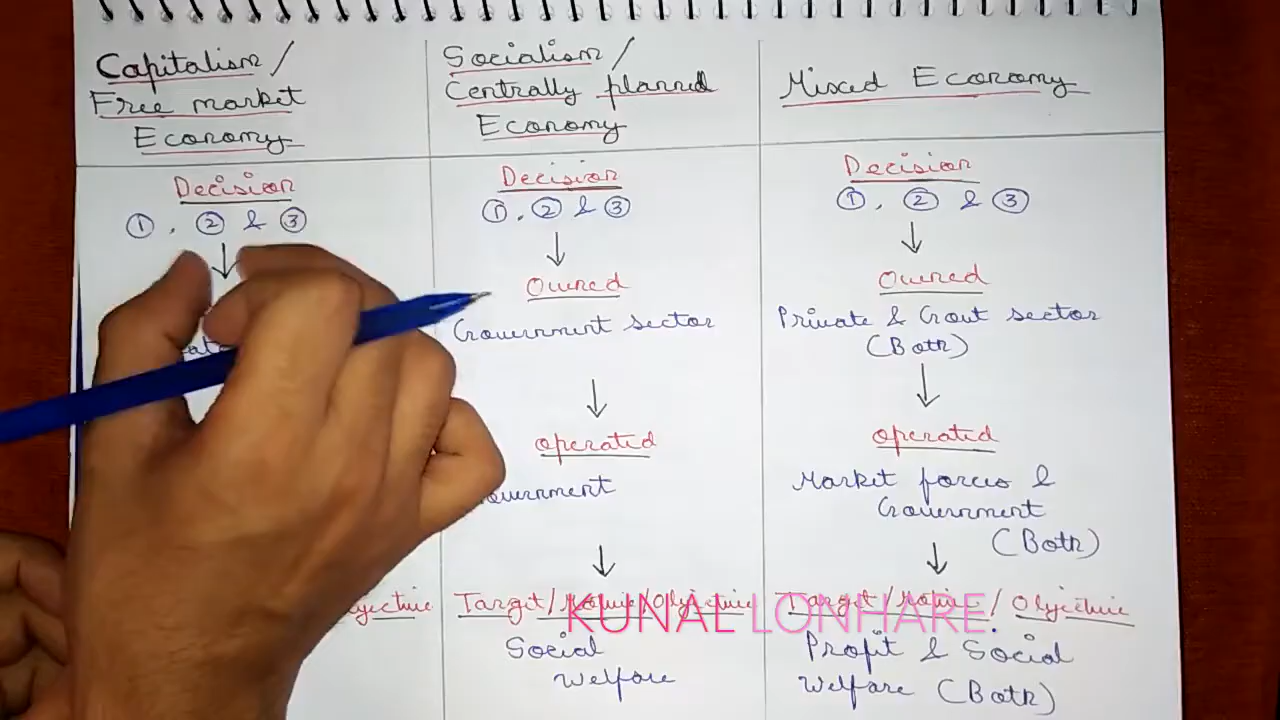 Capitalism /
Free market
Economy
Decision
①, ② & ③
Socialism /
Centrally planned
Economy
Decision
①, ② & ③
Owned
Government sector
Operated
Government
Target/Motive/Objective
Social
Welfare
Mixed Economy
Decision
①, ② & ③
Owned
Private & Govt sector
(Both)
Operated
Market forces &
Government
(Both)
Target/Motive/Objective
Profit & Social
Welfare (Both)
KUNAL LONHARE.